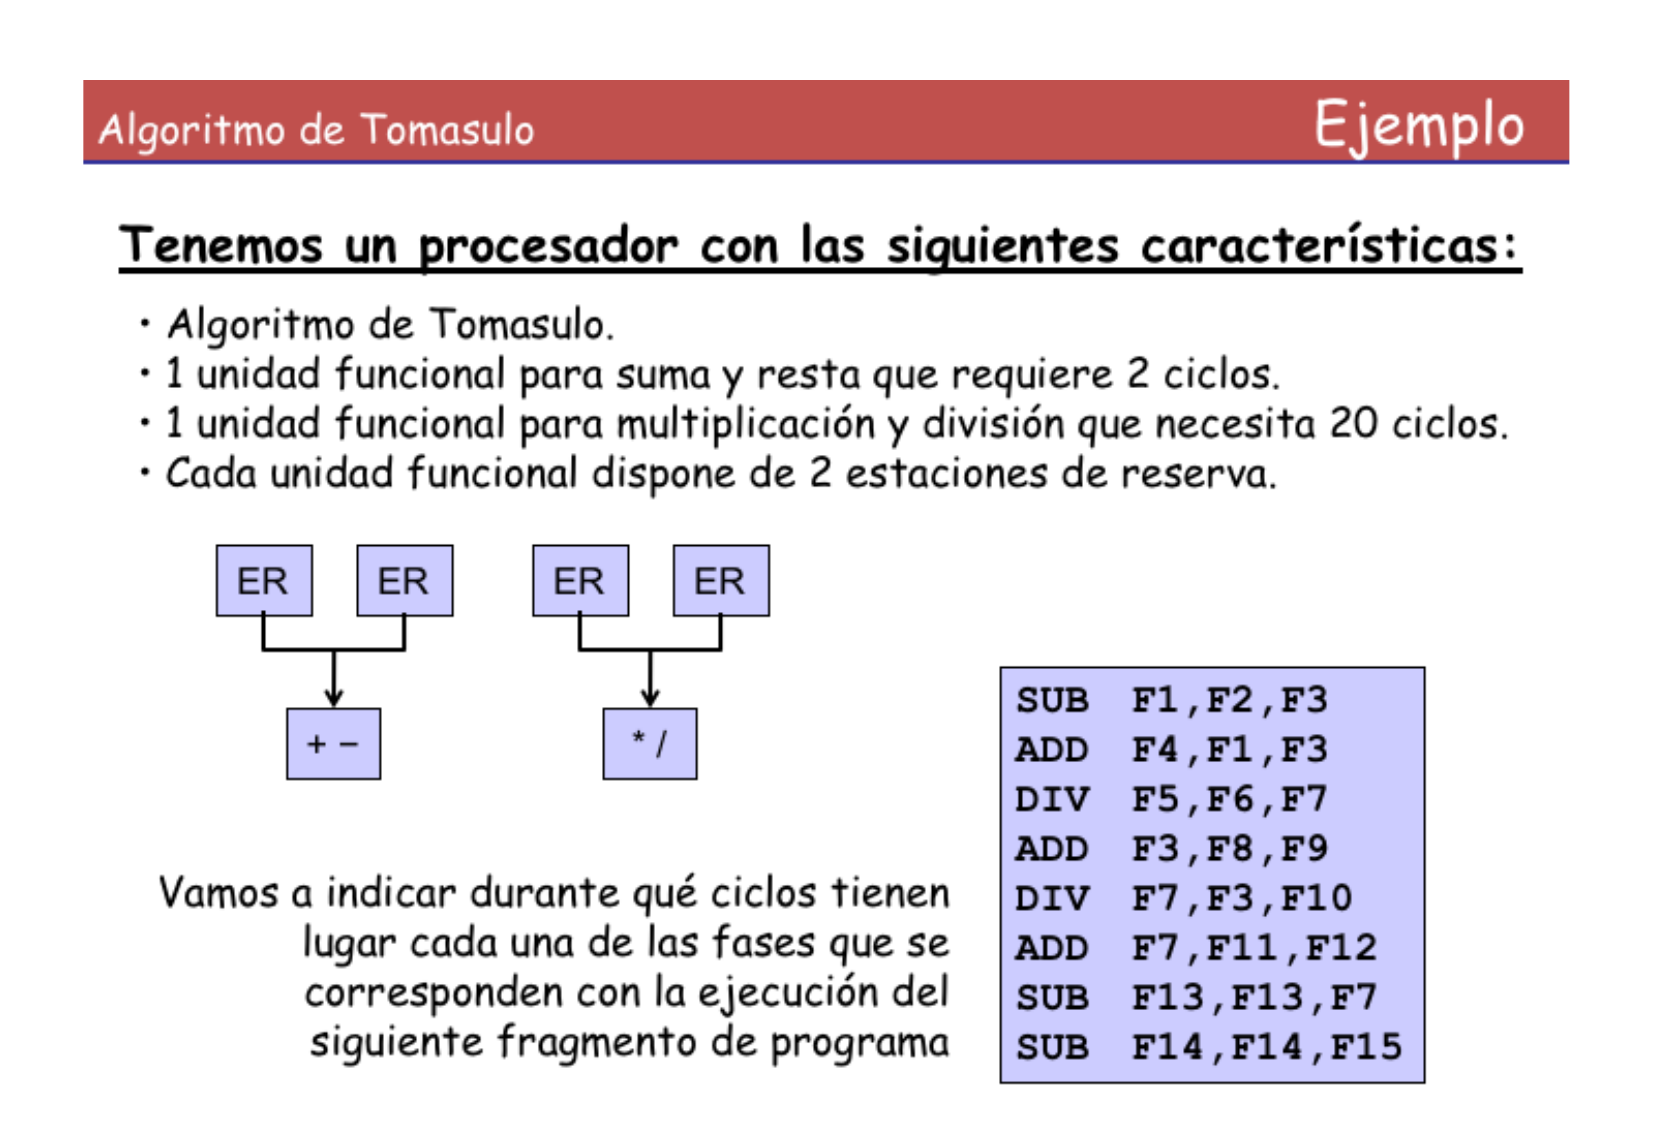 Algoritmo de Tomasulo
Ejemplo
Tenemos un procesador con las siguientes características:
• Algoritmo de Tomasulo.
• 1 unidad funcional para suma y resta que requiere 2 ciclos.
• 1 unidad funcional para multiplicación y división que necesita 20 ciclos.
• Cada unidad funcional dispone de 2 estaciones de reserva.
ER ER ER ER
+ − * /
Vamos a indicar durante qué ciclos tienen
lugar cada una de las fases que se
corresponden con la ejecución del
siguiente fragmento de programa
SUB F1,F2,F3
ADD F4,F1,F3
DIV F5,F6,F7
ADD F3,F8,F9
DIV F7,F3,F10
ADD F7,F11,F12
SUB F13,F13,F7
SUB F14,F14,F15